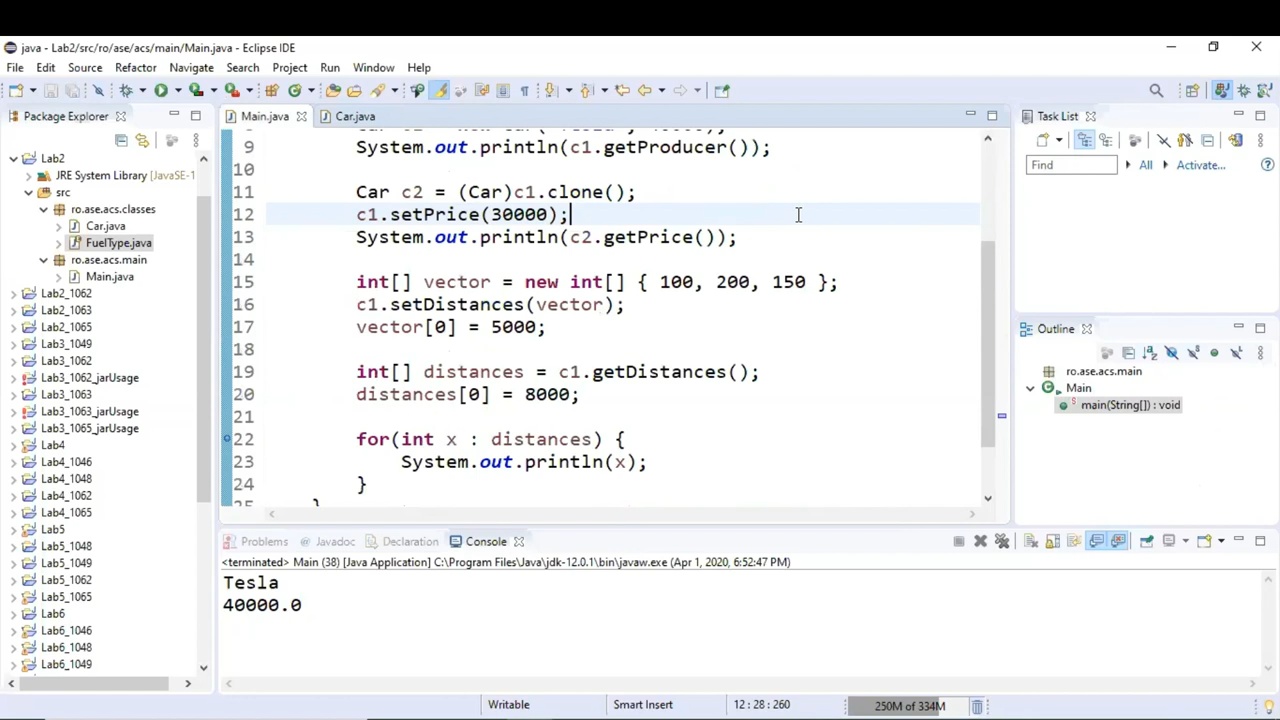 java - Lab2/src/ro/ase/acs/main/Main.java - Eclipse IDE
File Edit Source Refactor Navigate Search Project Run Window Help
Package Explorer
Lab2
JRE System Library [JavaSE-1
src
ro.ase.acs.classes
Car.java
FuelType.java
ro.ase.acs.main
Main.java
Lab2_1062
Lab2_1063
Lab2_1065
Lab3_1049
Lab3_1062
Lab3_1062_jarUsage
Lab3_1063
Lab3_1063_jarUsage
Lab3_1065_jarUsage
Lab4
Lab4_1046
Lab4_1048
Lab4_1062
Lab4_1065
Lab5
Lab5_1048
Lab5_1049
Lab5_1062
Lab5_1065
Lab6
Lab6_1046
Lab6_1048
Lab6_1049
Main.java Car.java
9 System.out.println(c1.getProducer());
10
11 Car c2 = (Car)c1.clone();
12 c1.setPrice(30000);
13 System.out.println(c2.getPrice());
14
15 int[] vector = new int[] { 100, 200, 150 };
16 c1.setDistances(vector);
17 vector[0] = 5000;
18
19 int[] distances = c1.getDistances();
20 distances[0] = 8000;
21
22 for(int x : distances) {
23 System.out.println(x);
24 }
25 }
Task List
Find All Activate...
Outline
ro.ase.acs.main
Main
main(String[]) : void
Problems Javadoc Declaration Console
<terminated> Main (38) [Java Application] C:\Program Files\Java\jdk-12.0.1\bin\javaw.exe (Apr 1, 2020, 6:52:47 PM)
Tesla
40000.0
Writable Smart Insert 12 : 28 : 260 250M of 334M